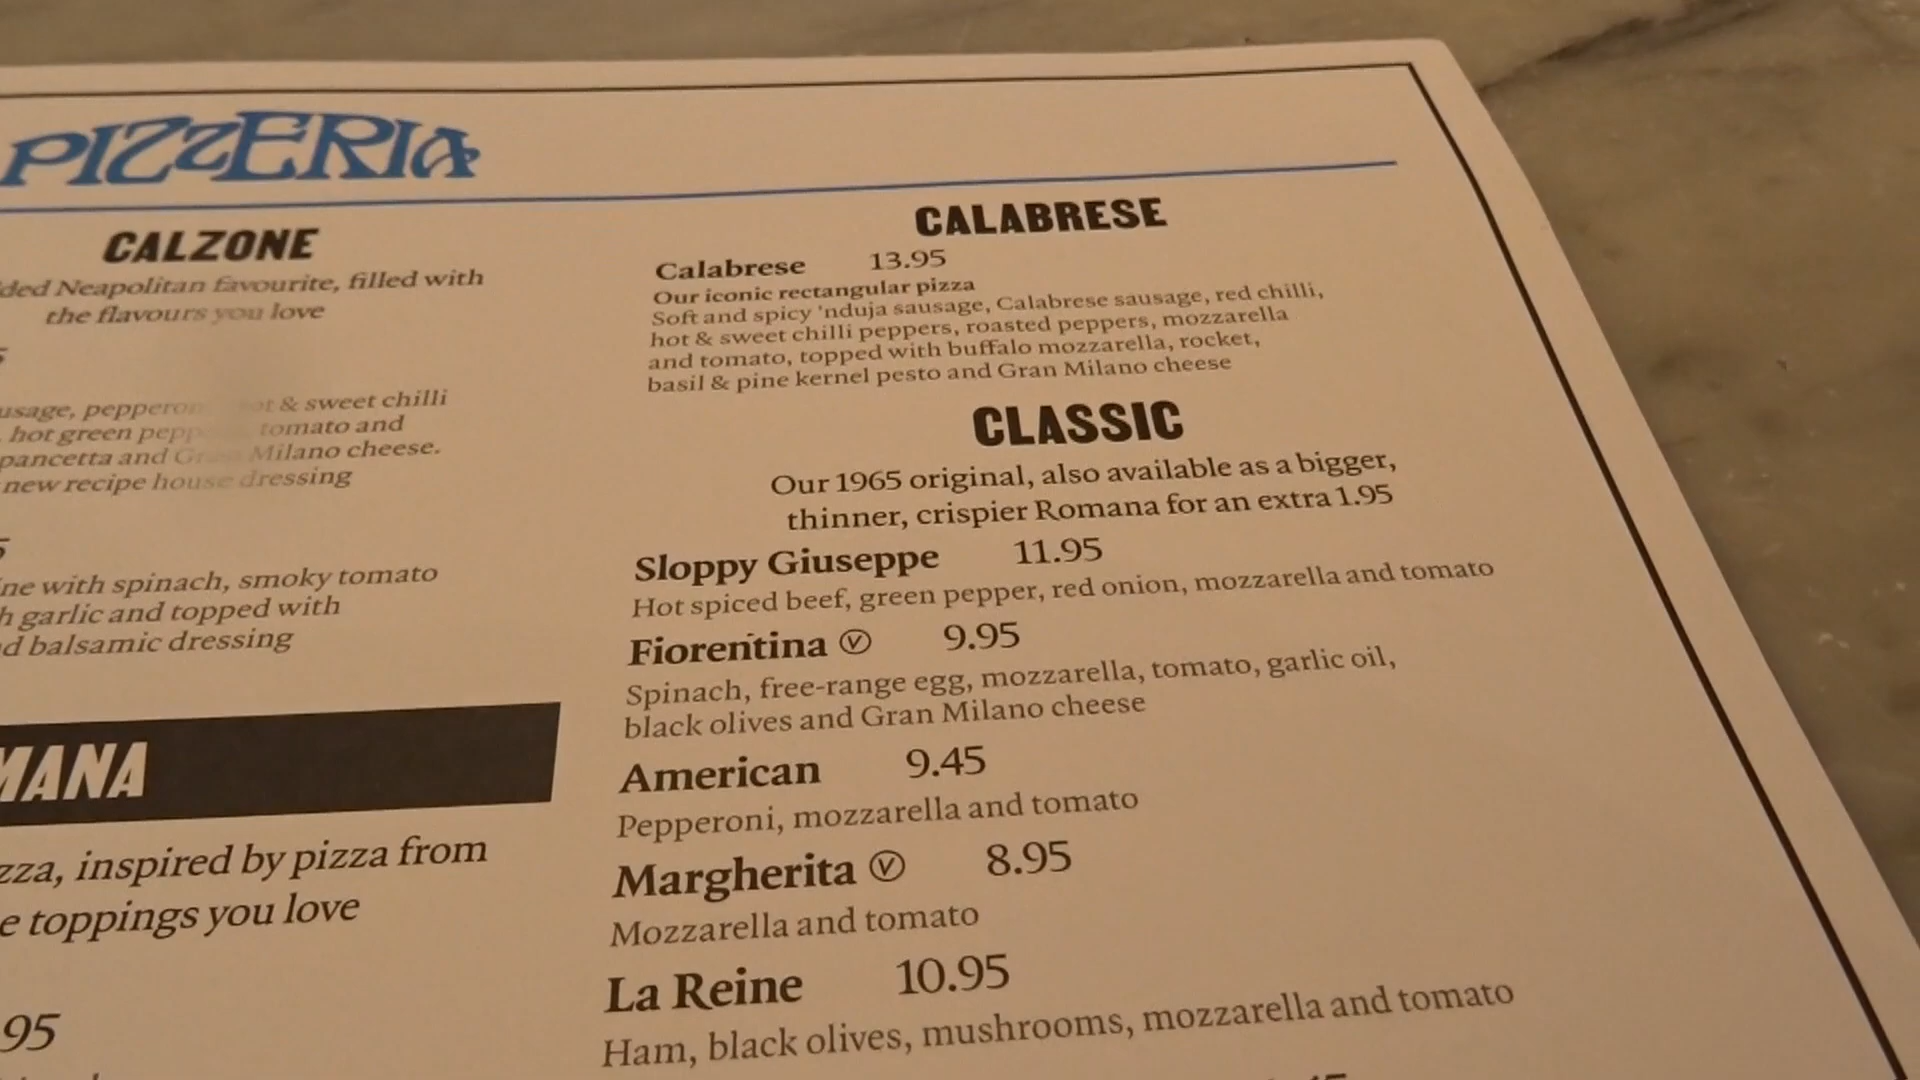 PIZZERIA
CALZONE
Neapolitan favourite, filled with
the flavours you love
& sweet chilli
hot green tomato and
pancetta and Milano cheese.
new recipe house dressing
with spinach, smoky tomato
garlic and topped with
balsamic dressing
inspired by pizza from
toppings you love
95
CALABRESE
Calabrese 13.95
Our iconic rectangular pizza
Soft and spicy 'nduja sausage, Calabrese sausage, red chilli,
hot & sweet chilli peppers, roasted peppers, mozzarella
and tomato, topped with buffalo mozzarella, rocket,
basil & pine kernel pesto and Gran Milano cheese
CLASSIC
Our 1965 original, also available as a bigger,
thinner, crispier Romana for an extra 1.95
Sloppy Giuseppe 11.95
Hot spiced beef, green pepper, red onion, mozzarella and tomato
Fiorentina Ⓥ 9.95
Spinach, free-range egg, mozzarella, tomato, garlic oil,
black olives and Gran Milano cheese
American 9.45
Pepperoni, mozzarella and tomato
Margherita Ⓥ 8.95
Mozzarella and tomato
La Reine 10.95
Ham, black olives, mushrooms, mozzarella and tomato